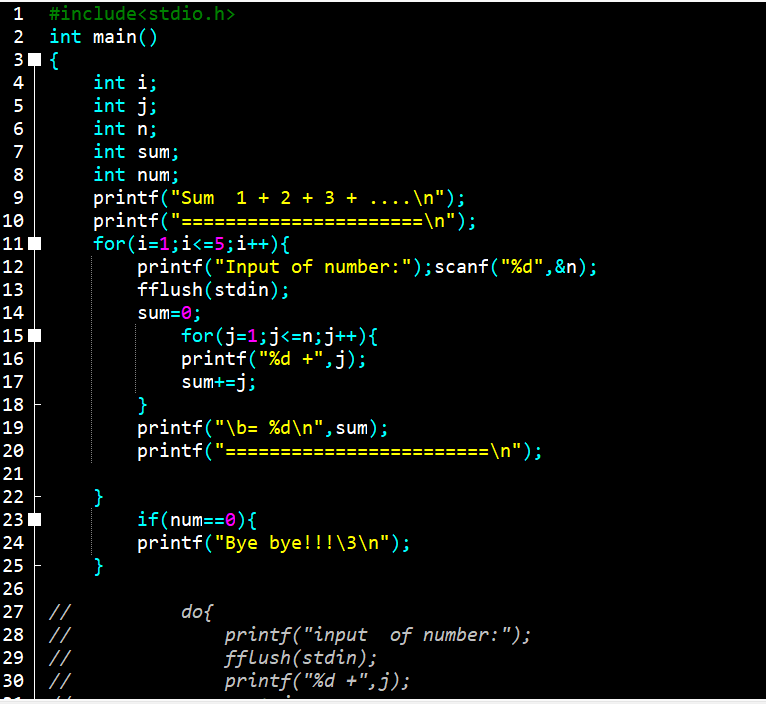 1 #include<stdio.h>
2 int main()
3 {
4     int i;
5     int j;
6     int n;
7     int sum;
8     int num;
9     printf("Sum  1 + 2 + 3 + ....\n");
10     printf("======================\n");
11     for(i=1;i<=5;i++){
12         printf("Input of number:");scanf("%d",&n);
13         fflush(stdin);
14         sum=0;
15             for(j=1;j<=n;j++){
16             printf("%d +",j);
17             sum+=j;
18         }
19         printf("\b= %d\n",sum);
20         printf("========================\n");
21
22     }
23         if(num==0){
24         printf("Bye bye!!!\3\n");
25     }
26
27 //          do{
28 //              printf("input  of number:");
29 //              fflush(stdin);
30 //              printf("%d +",j);